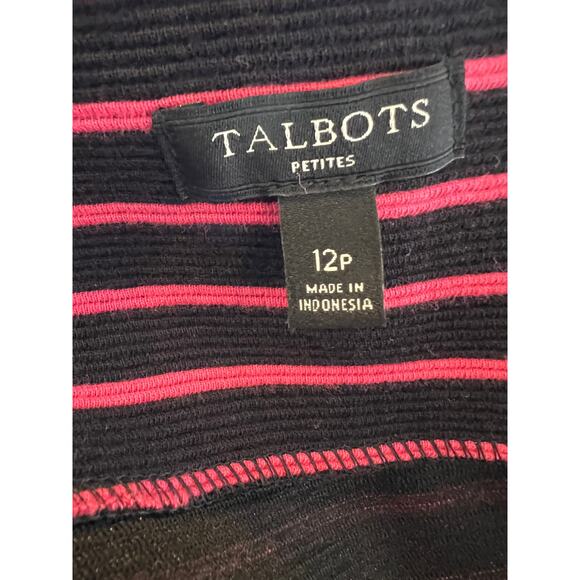 TALBOTS
PETITES
12P
MADE IN
INDONESIA